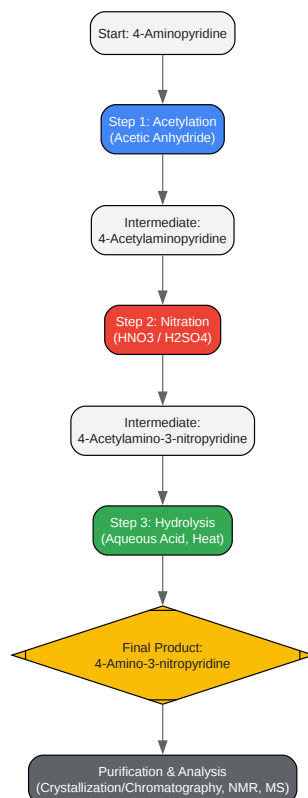 Start: 4-Aminopyridine
Step 1: Acetylation
(Acetic Anhydride)
Intermediate:
4-Acetylaminopyridine
Step 2: Nitration
(HNO3 / H2SO4)
Intermediate:
4-Acetylamino-3-nitropyridine
Step 3: Hydrolysis
(Aqueous Acid, Heat)
Final Product:
4-Amino-3-nitropyridine
Purification & Analysis
(Crystallization/Chromatography, NMR, MS)